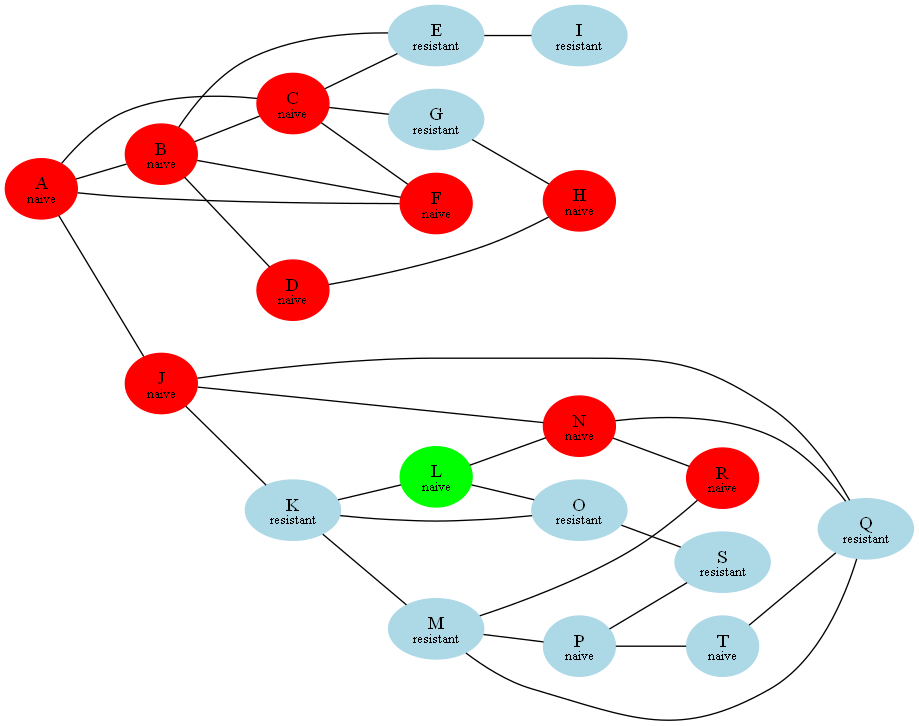 E
resistant
I
resistant
C
naive
G
resistant
B
naive
A
naive
F
naive
H
naive
D
naive
J
naive
N
naive
L
naive
R
naive
K
resistant
O
resistant
Q
resistant
S
resistant
M
resistant
P
naive
T
naive